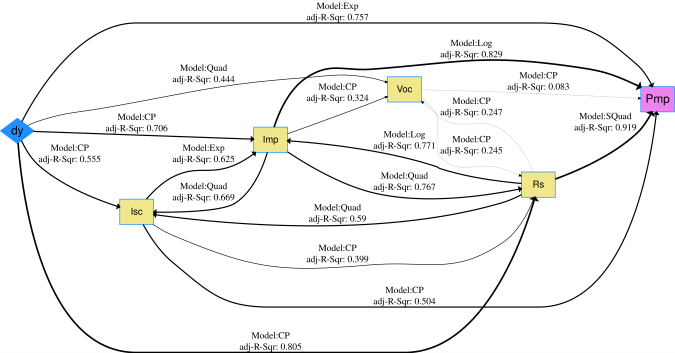 Model:Exp
adj-R-Sqr: 0.757
Model:Log
adj-R-Sqr: 0.829
Model:Quad
adj-R-Sqr: 0.444
Model:CP
adj-R-Sqr: 0.083
Model:CP
adj-R-Sqr: 0.324
Voc
Pmp
Model:CP
adj-R-Sqr: 0.247
Model:SQuad
adj-R-Sqr: 0.919
Model:CP
adj-R-Sqr: 0.706
dy
Imp
Model:Log
adj-R-Sqr: 0.771
Model:CP
adj-R-Sqr: 0.245
Model:CP
adj-R-Sqr: 0.555
Model:Exp
adj-R-Sqr: 0.625
Model:Quad
adj-R-Sqr: 0.767
Rs
Model:Quad
adj-R-Sqr: 0.669
Isc
Model:Quad
adj-R-Sqr: 0.59
Model:CP
adj-R-Sqr: 0.399
Model:CP
adj-R-Sqr: 0.504
Model:CP
adj-R-Sqr: 0.805